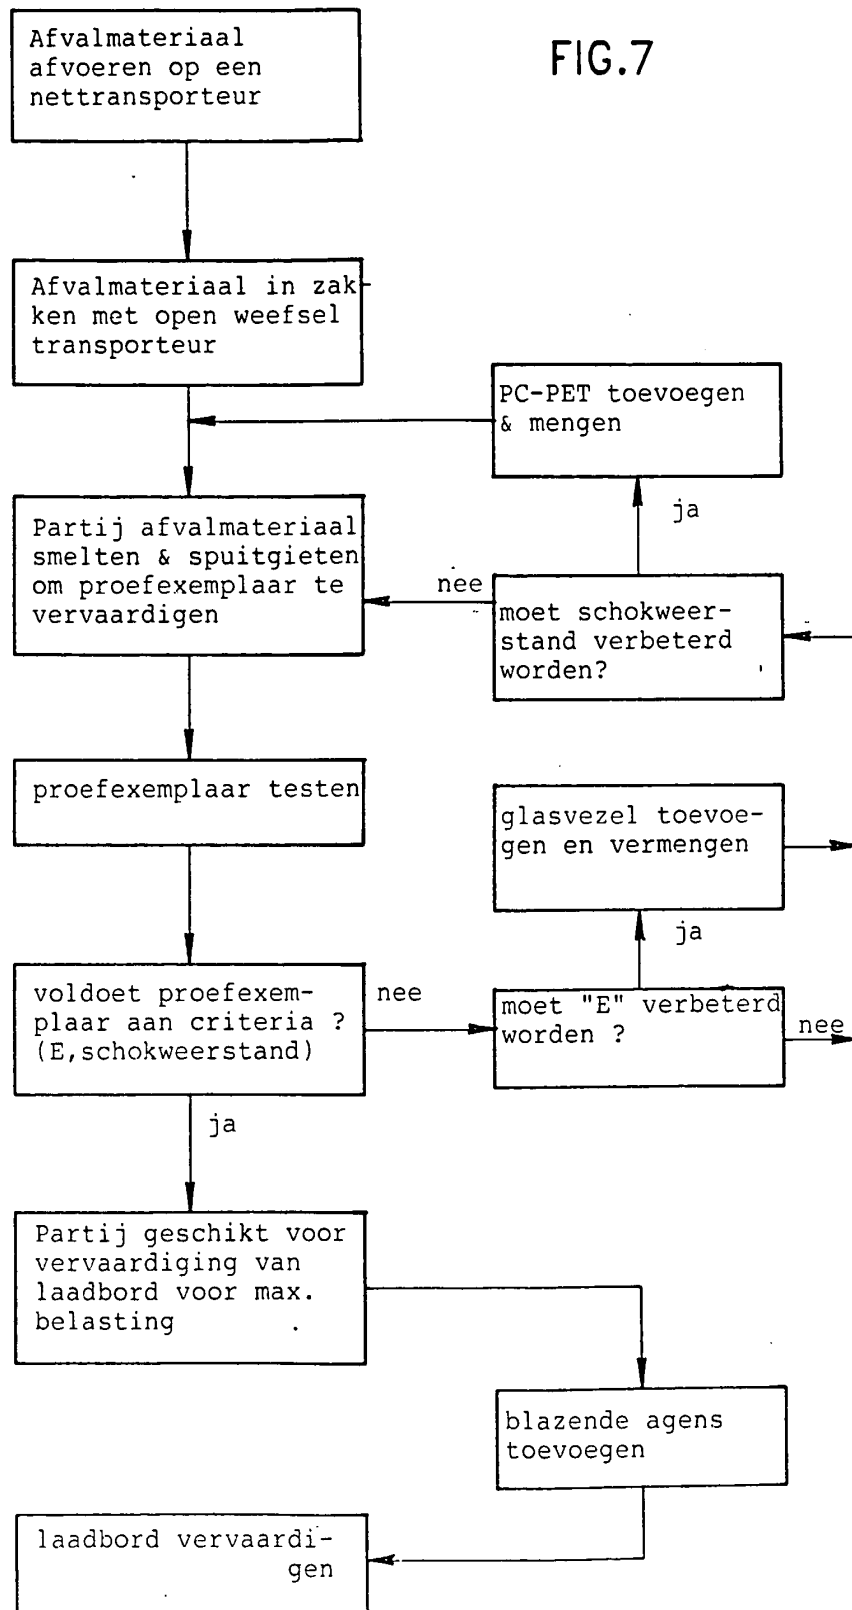 FIG.7
Afvalmateriaal
afvoeren op een
nettransporteur
Afvalmateriaal in zak-
ken met open weefsel
transporteur
PC-PET toevoegen
& mengen
ja
Partij afvalmateriaal
smelten & spuitgieten
om proefexemplaar te
vervaardigen
nee
moet schokweer-
stand verbeterd
worden?
proefexemplaar testen
glasvezel toevoe-
gen en vermengen
ja
voldoet proefexem-
plaar aan criteria ?
(E,schokweerstand)
nee
moet "E" verbeterd
worden ?
nee
ja
Partij geschikt voor
vervaardiging van
laadbord voor max.
belasting
blazende agens
toevoegen
laadbord vervaardi-
gen